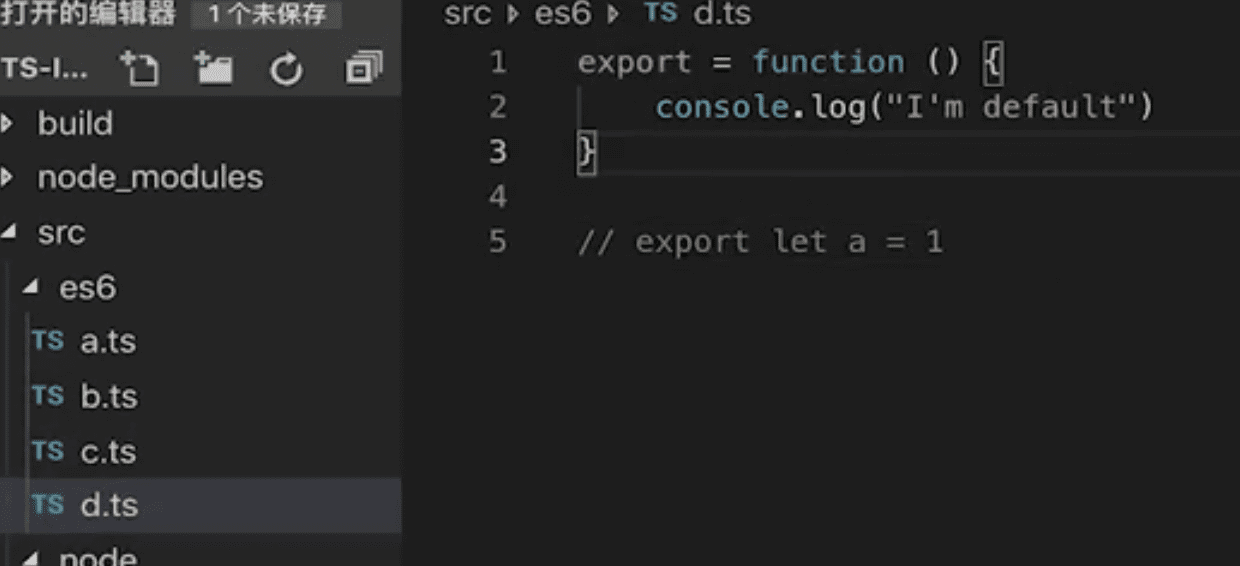 打开的编辑器 1 个未保存
TS-I...
build
node_modules
src
es6
TS a.ts
TS b.ts
TS c.ts
TS d.ts
node
src es6 TS d.ts
1 export = function () {
2 console.log("I'm default")
3 }
4
5 // export let a = 1